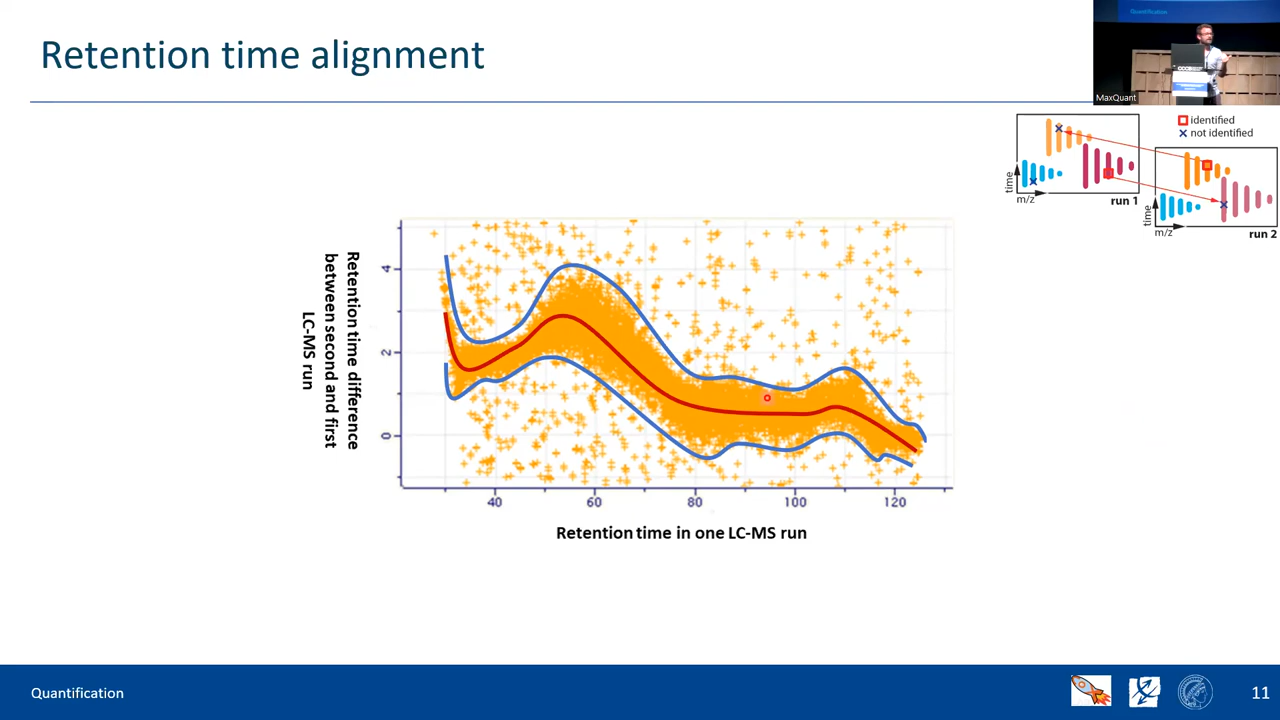 Retention time alignment
Quantification
MaxQuant
identified
not identified
time
m/z
run 1
time
m/z
run 2
Retention time difference
between second and first
LC-MS run
4
2
0
40
60
80
100
120
Retention time in one LC-MS run
Quantification
11